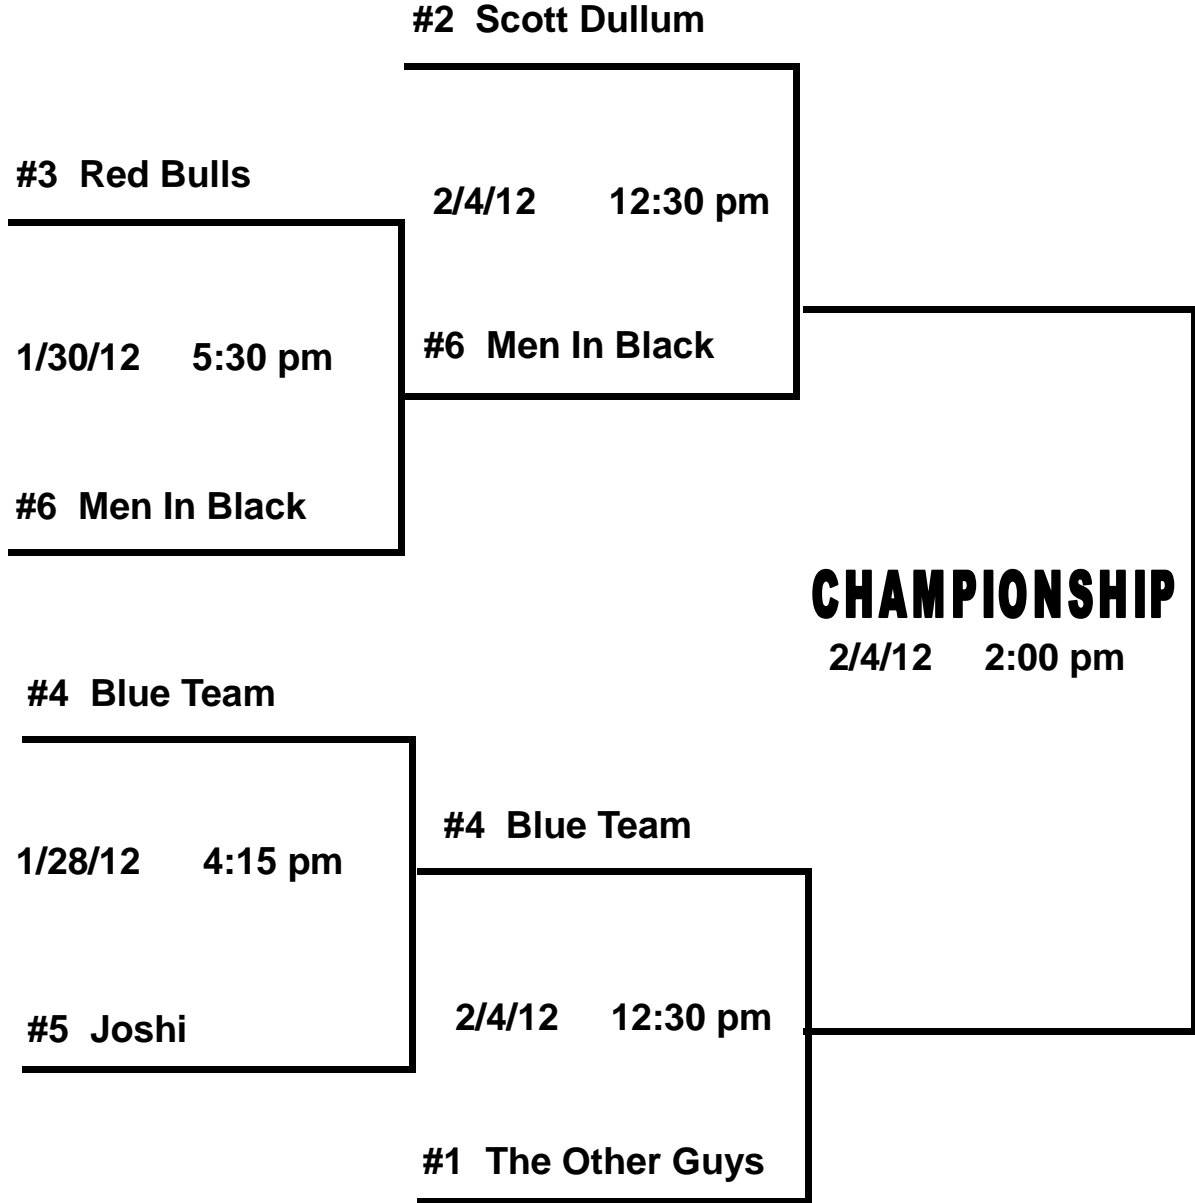 #2 Scott Dullum
#3 Red Bulls
2/4/12 12:30 pm
#6 Men In Black
1/30/12 5:30 pm
#6 Men In Black
CHAMPIONSHIP
2/4/12 2:00 pm
#4 Blue Team
#4 Blue Team
1/28/12 4:15 pm
2/4/12 12:30 pm
#5 Joshi
#1 The Other Guys